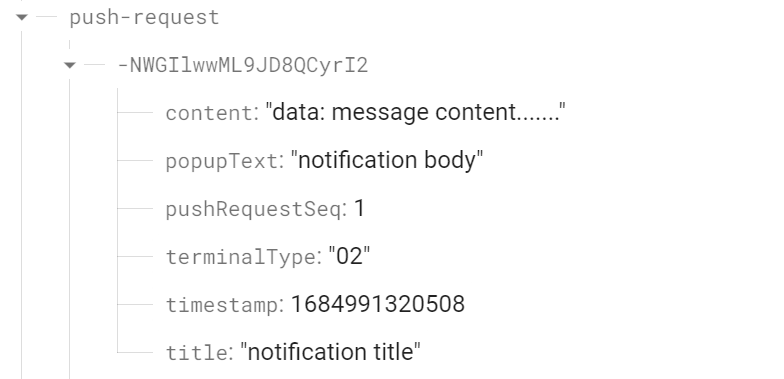 push-request
-NWGIlwwML9JD8QCyrI2
content: "data: message content......."
popupText: "notification body"
pushRequestSeq: 1
terminalType: "02"
timestamp: 1684991320508
title: "notification title"